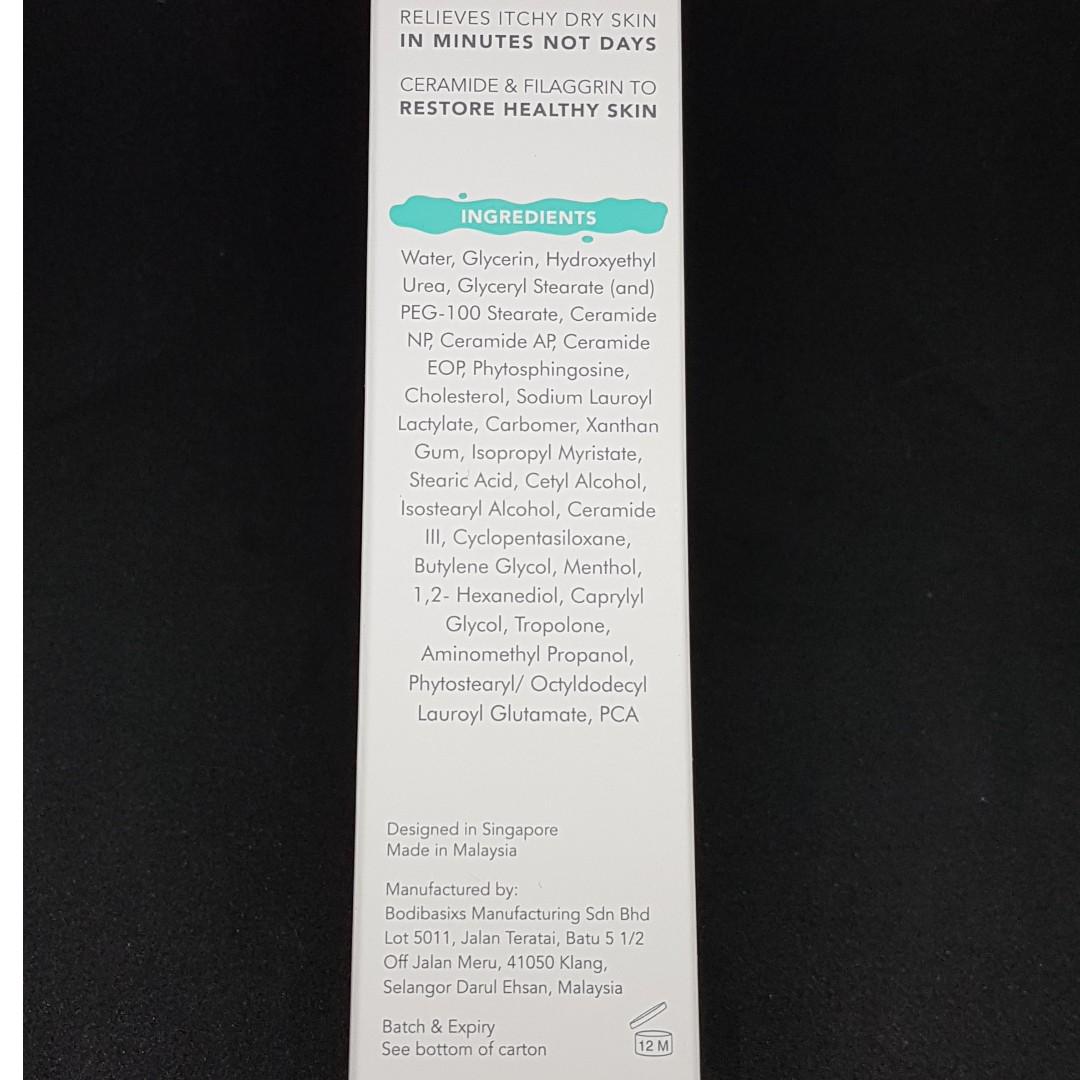 RELIEVES ITCHY DRY SKIN
IN MINUTES NOT DAYS
CERAMIDE & FILAGGRIN TO
RESTORE HEALTHY SKIN
INGREDIENTS
Water, Glycerin, Hydroxyethyl
Urea, Glyceryl Stearate (and)
PEG-100 Stearate, Ceramide
NP, Ceramide AP, Ceramide
EOP, Phytosphingosine,
Cholesterol, Sodium Lauroyl
Lactylate, Carbomer, Xanthan
Gum, Isopropyl Myristate,
Stearic Acid, Cetyl Alcohol,
Isostearyl Alcohol, Ceramide
III, Cyclopentasiloxane,
Butylene Glycol, Menthol,
1,2- Hexanediol, Caprylyl
Glycol, Tropolone,
Aminomethyl Propanol,
Phytostearyl/ Octyldodecyl
Lauroyl Glutamate, PCA
Designed in Singapore
Made in Malaysia
Manufactured by:
Bodibasixs Manufacturing Sdn Bhd
Lot 5011, Jalan Teratai, Batu 5 1/2
Off Jalan Meru, 41050 Klang,
Selangor Darul Ehsan, Malaysia
Batch & Expiry
See bottom of carton
12 M